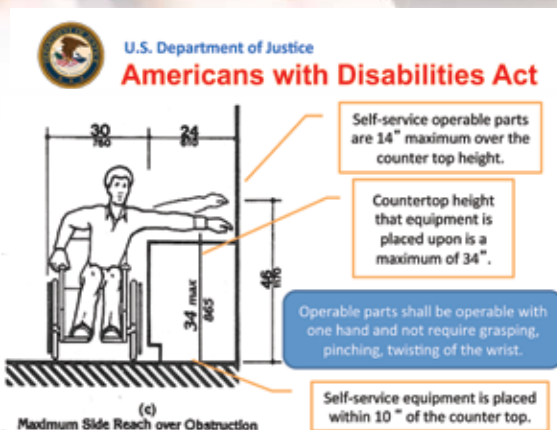 U.S. Department of Justice
Americans with Disabilities Act
30
760
24
610
Self-service operable parts
are 14” maximum over the
counter top height.
Countertop height
that equipment is
placed upon is a
maximum of 34”.
34 max
865
46
1170
Operable parts shall be operable with
one hand and not require grasping,
pinching, twisting of the wrist.
Self-service equipment is placed
within 10 ” of the counter top.
(c)
Maximum Side Reach over Obstruction